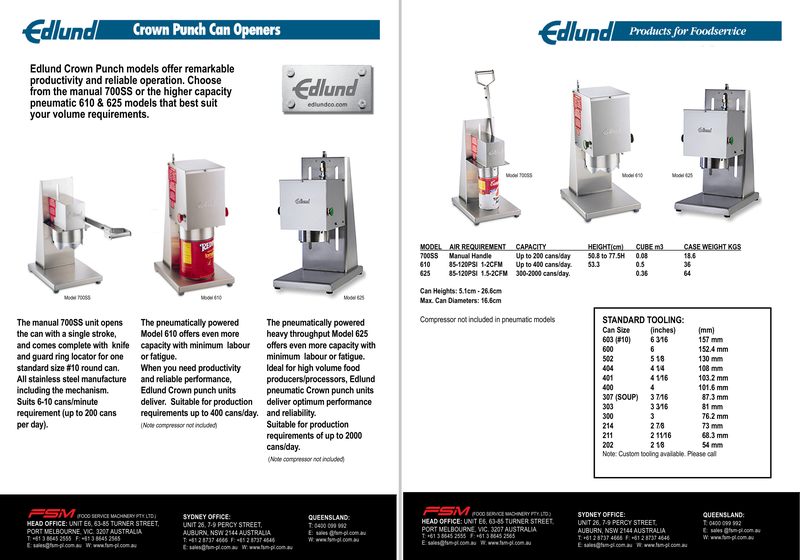 Edlund
Crown Punch Can Openers
Edlund Crown Punch models offer remarkable
productivity and reliable operation. Choose
from the manual 700SS or the higher capacity
pneumatic 610 & 625 models that best suit
your volume requirements.
Edlund
edlundco.com
Model 700SS
Model 610
Model 625
The manual 700SS unit opens
the can with a single stroke,
and comes complete with knife
and guard ring locator for one
standard size #10 round can.
All stainless steel manufacture
including the mechanism.
Suits 6-10 cans/minute
requirement (up to 200 cans
per day).
The pneumatically powered
Model 610 offers even more
capacity with minimum labour
or fatigue.
When you need productivity
and reliable performance,
Edlund Crown punch units
deliver. Suitable for production
requirements up to 400 cans/day.
(Note compressor not included)
The pneumatically powered
heavy throughput Model 625
offers even more capacity with
minimum labour or fatigue.
Ideal for high volume food
producers/processors, Edlund
pneumatic Crown punch units
deliver optimum performance
and reliability.
Suitable for production
requirements of up to 2000
cans/day.
(Note compressor not included)
FSM (FOOD SERVICE MACHINERY PTY. LTD.)
HEAD OFFICE: UNIT E6, 63-85 TURNER STREET,
PORT MELBOURNE, VIC. 3207 AUSTRALIA
T: +61 3 8645 2555 F: +61 3 8645 2565
E: sales@fsm-pl.com.au W: www.fsm-pl.com.au
SYDNEY OFFICE:
UNIT 26, 7-9 PERCY STREET,
AUBURN, NSW 2144 AUSTRALIA
T: +61 2 8737 4666 F: +61 2 8737 4646
E: sales@fsm-pl.com.au W: www.fsm-pl.com.au
QUEENSLAND:
T: 0400 099 992
E: sales @fsm-pl.com.au
W: www.fsm-pl.com.au
Edlund
Products for Foodservice
Model 700SS
Model 610
Model 625
MODEL AIR REQUIREMENT CAPACITY HEIGHT(cm) CUBE m3 CASE WEIGHT KGS
700SS Manual Handle Up to 200 cans/day 50.8 to 77.5H 0.08 18.6
610 85-120PSI 1-2CFM Up to 400 cans/day. 53.3 0.5 36
625 85-120PSI 1.5-2CFM 300-2000 cans/day. 0.36 64
Can Heights: 5.1cm - 26.6cm
Max. Can Diameters: 16.6cm
Compressor not included in pneumatic models
STANDARD TOOLING:
Can Size (inches) (mm)
603 (#10) 6 3/16 157 mm
600 6 152.4 mm
502 5 1/8 130 mm
404 4 1/4 108 mm
401 4 1/16 103.2 mm
400 4 101.6 mm
307 (SOUP) 3 7/16 87.3 mm
303 3 3/16 81 mm
300 3 76.2 mm
214 2 7/8 73 mm
211 2 11/16 68.3 mm
202 2 1/8 54 mm
Note: Custom tooling available. Please call
FSM (FOOD SERVICE MACHINERY PTY. LTD.)
HEAD OFFICE: UNIT E6, 63-85 TURNER STREET,
PORT MELBOURNE, VIC. 3207 AUSTRALIA
T: +61 3 8645 2555 F: +61 3 8645 2565
E: sales@fsm-pl.com.au W: www.fsm-pl.com.au
SYDNEY OFFICE:
UNIT 26, 7-9 PERCY STREET,
AUBURN, NSW 2144 AUSTRALIA
T: +61 2 8737 4666 F: +61 2 8737 4646
E: sales@fsm-pl.com.au W: www.fsm-pl.com.au
QUEENSLAND:
T: 0400 099 992
E: sales @fsm-pl.com.au
W: www.fsm-pl.com.au